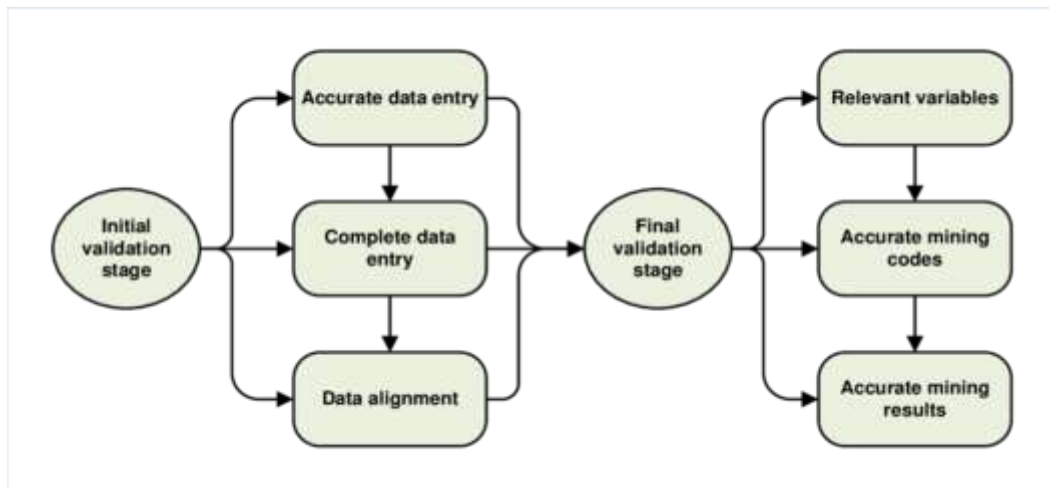 Initial
validation
stage
Accurate data entry
Complete data
entry
Data alignment
Final
validation
stage
Relevant variables
Accurate mining
codes
Accurate mining
results